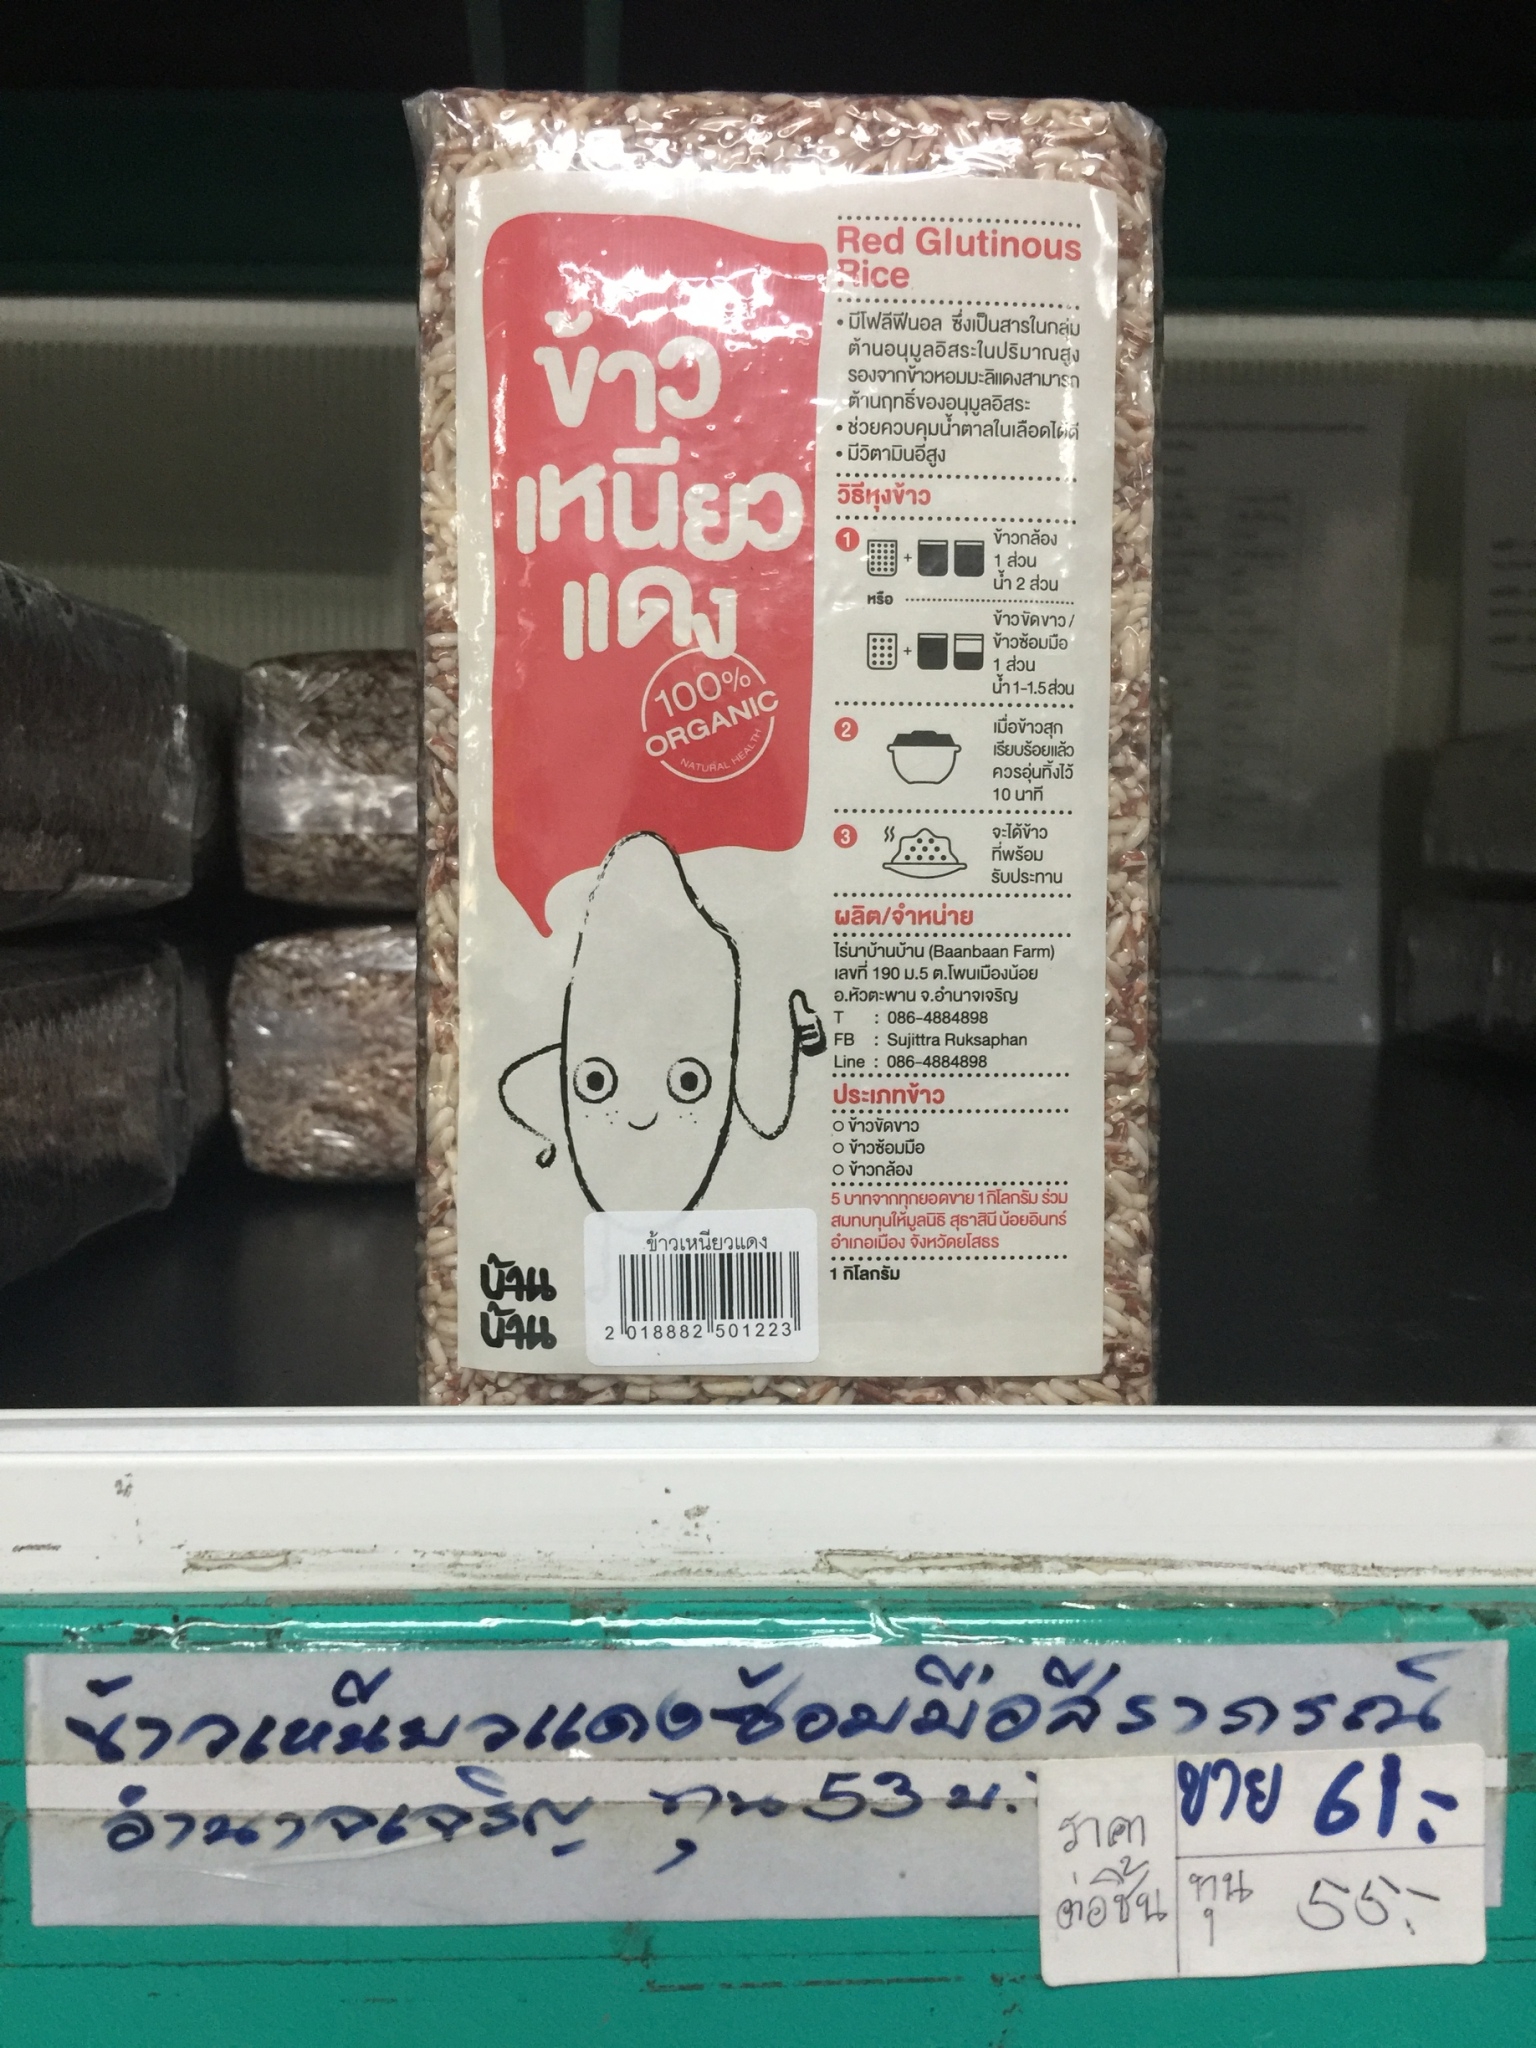 ข้าว
เหนียว
แดง
100%
ORGANIC
NATURAL HEALTH
Red Glutinous
Rice
• มีโฟลีฟีนอล ซึ่งเป็นสารในกลุ่ม
ต้านอนุมูลอิสระในปริมาณสูง
รองจากข้าวหอมมะลิแดงสามารถ
ต้านฤทธิ์ของอนุมูลอิสระ
• ช่วยควบคุมน้ำตาลในเลือดได้ดี
• มีวิตามินอีสูง
วิธีหุงข้าว
1
ข้าวกล้อง
1 ส่วน
น้ำ 2 ส่วน
หรือ
ข้าวขัดขาว/
ข้าวซ้อมมือ
1 ส่วน
น้ำ 1-1.5 ส่วน
2
เมื่อข้าวสุก
เรียบร้อยแล้ว
ควรอุ่นทิ้งไว้
10 นาที
3
จะได้ข้าว
ที่พร้อม
รับประทาน
ผลิต/จำหน่าย
ไร่นาบ้านบ้าน (Baanbaan Farm)
เลขที่ 190 ม.5 ต.โพนเมืองน้อย
อ.หัวตะพาน จ.อำนาจเจริญ
T : 086-4884898
FB : Sujittra Ruksaphan
Line : 086-4884898
ประเภทข้าว
ข้าวขัดขาว
ข้าวซ้อมมือ
ข้าวกล้อง
5 บาทจากทุกยอดขาย 1 กิโลกรัม ร่วม
สมทบทุนให้มูลนิธิ สุธาสินี น้อยอินทร์
อำเภอเมือง จังหวัดยโสธร
1 กิโลกรัม
บ้าน
บ้าน
ข้าวเหนียวแดง
2 018882 501223
ข้าวเหนียวแดงซ้อมมือสีราภรณ์
อำนาจเจริญ ทุน 53 บ.
ราคา
ต่อชิ้น
ขาย 61.-
ทุน 55.-